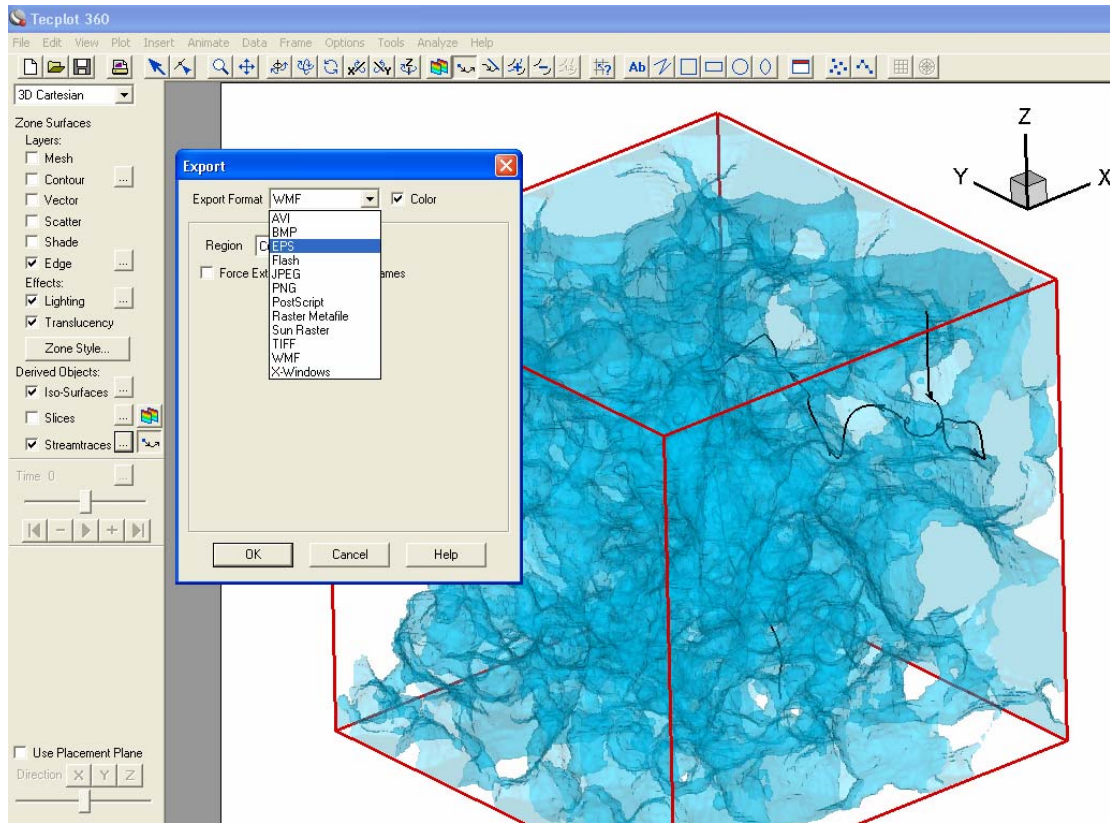 Tecplot 360
File Edit View Plot Insert Animate Data Frame Options Tools Analyze Help
Ab
3D Cartesian
Zone Surfaces
Layers:
Mesh
Contour ...
Vector
Scatter
Shade
Edge ...
Effects:
Lighting ...
Translucency
Zone Style...
Derived Objects:
Iso-Surfaces ...
Slices ...
Streamtraces ...
Time 0 ...
Use Placement Plane
Direction X Y Z
Export
Export Format WMF Color
AVI
BMP
EPS
Flash
JPEG
PNG
PostScript
Raster Metafile
Sun Raster
TIFF
WMF
X-Windows
Region
Force
OK Cancel Help
Z
Y X